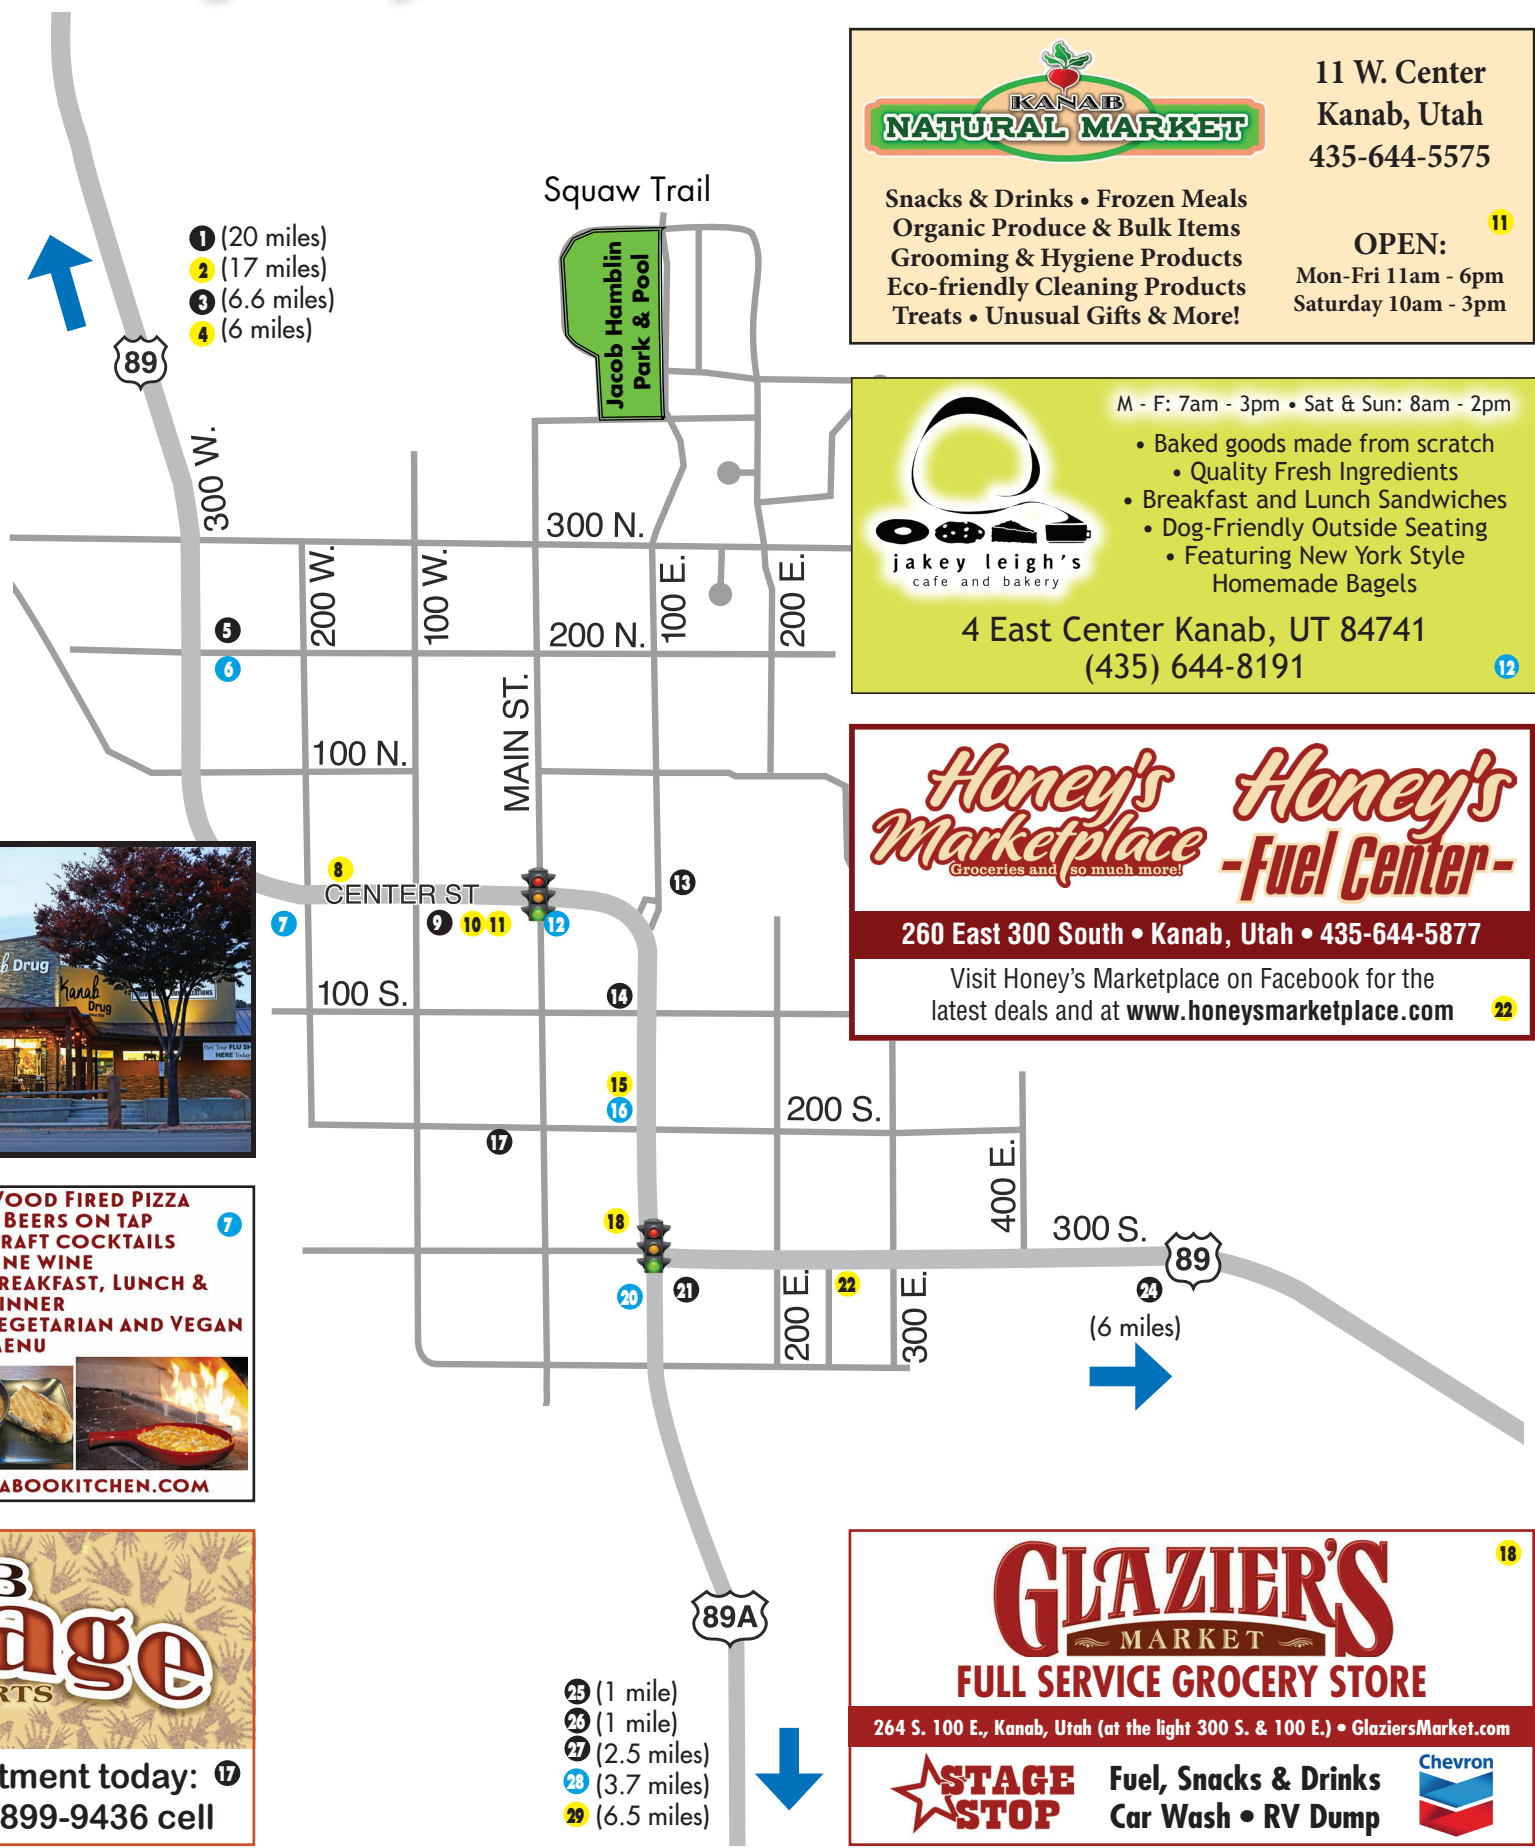 Squaw Trail
Jacob Hamblin
Park & Pool
1 (20 miles)
2 (17 miles)
3 (6.6 miles)
4 (6 miles)
89
300 W.
300 N.
200 W.
100 W.
100 E.
200 E.
5
200 N.
6
MAIN ST.
100 N.
8
CENTER ST
13
7
9
10
11
12
100 S.
14
15
16
200 S.
17
400 E.
18
300 S.
89
20
21
200 E.
22
300 E.
24
(6 miles)
89A
25 (1 mile)
26 (1 mile)
27 (2.5 miles)
28 (3.7 miles)
29 (6.5 miles)
KANAB
NATURAL MARKET
11 W. Center
Kanab, Utah
435-644-5575
Snacks & Drinks • Frozen Meals
Organic Produce & Bulk Items
Grooming & Hygiene Products
Eco-friendly Cleaning Products
Treats • Unusual Gifts & More!
11
OPEN:
Mon-Fri 11am - 6pm
Saturday 10am - 3pm
jakey leigh's
cafe and bakery
M - F: 7am - 3pm • Sat & Sun: 8am - 2pm
• Baked goods made from scratch
• Quality Fresh Ingredients
• Breakfast and Lunch Sandwiches
• Dog-Friendly Outside Seating
• Featuring New York Style
Homemade Bagels
4 East Center Kanab, UT 84741
(435) 644-8191
12
Honey's
Marketplace
Groceries and so much more!
Honey's
-Fuel Center-
260 East 300 South • Kanab, Utah • 435-644-5877
Visit Honey's Marketplace on Facebook for the
latest deals and at www.honeysmarketplace.com
22
b Drug
Kanab
Drug
WOOD FIRED PIZZA
BEERS ON TAP
RAFT COCKTAILS
NE WINE
REAKFAST, LUNCH &
INNER
EGETARIAN AND VEGAN
ENU
7
ABOOKITCHEN.COM
B
age
RTS
tment today: 17
899-9436 cell
GLAZIER'S
MARKET
18
FULL SERVICE GROCERY STORE
264 S. 100 E., Kanab, Utah (at the light 300 S. & 100 E.) • GlaziersMarket.com
STAGE
STOP
Fuel, Snacks & Drinks
Car Wash • RV Dump
Chevron